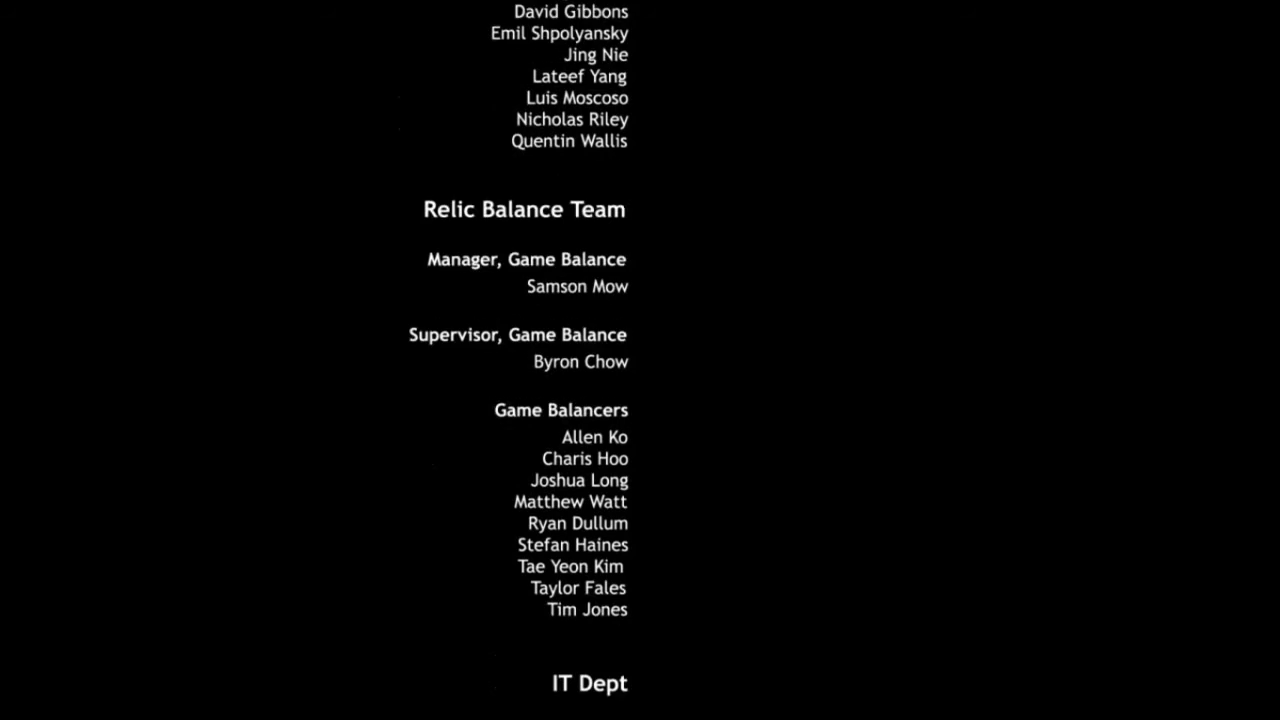 David Gibbons
Emil Shpolyansky
Jing Nie
Lateef Yang
Luis Moscoso
Nicholas Riley
Quentin Wallis
Relic Balance Team
Manager, Game Balance
Samson Mow
Supervisor, Game Balance
Byron Chow
Game Balancers
Allen Ko
Charis Hoo
Joshua Long
Matthew Watt
Ryan Dullum
Stefan Haines
Tae Yeon Kim
Taylor Fales
Tim Jones
IT Dept